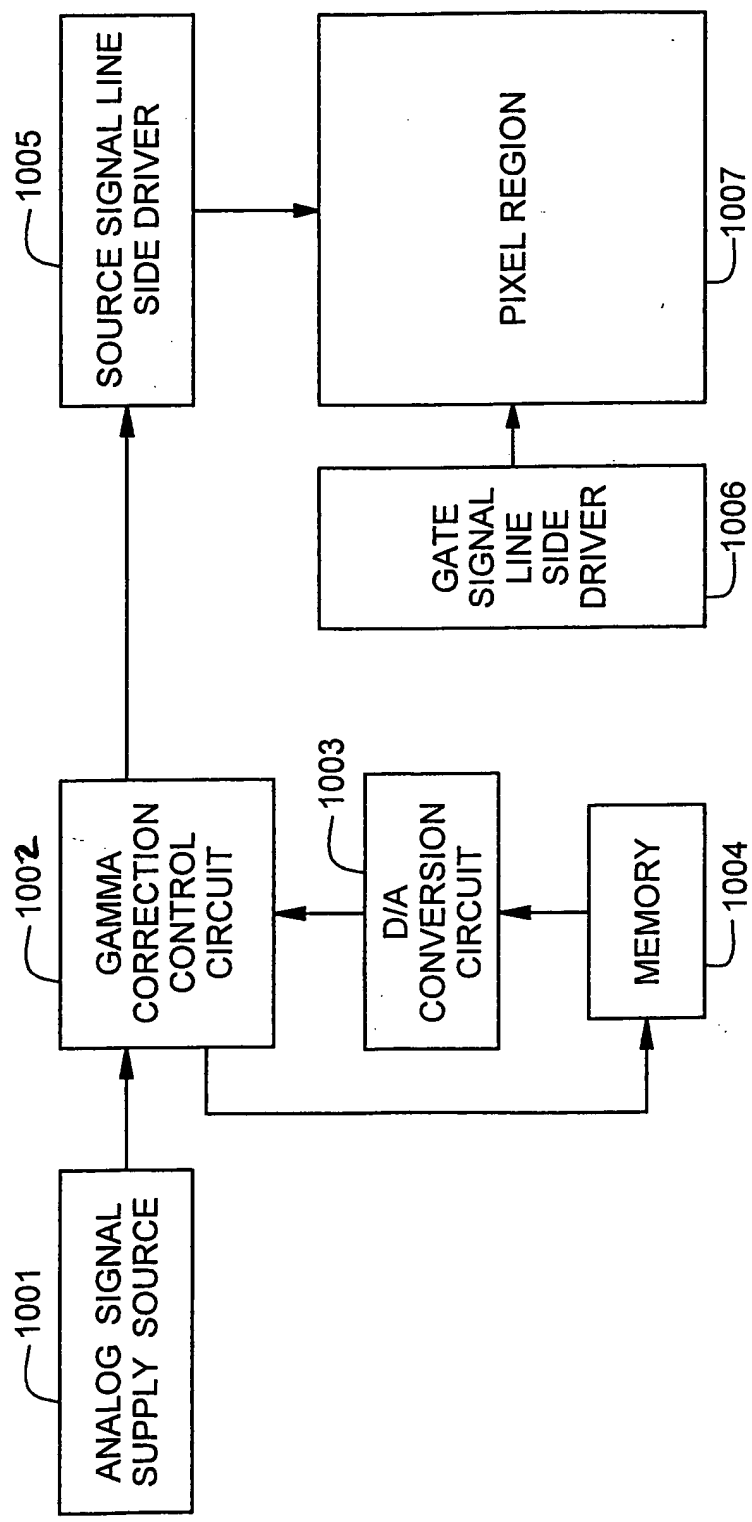 1001
ANALOG SIGNAL
SUPPLY SOURCE
1002
GAMMA
CORRECTION
CONTROL
CIRCUIT
1003
D/A
CONVERSION
CIRCUIT
MEMORY
1004
1005
SOURCE SIGNAL LINE
SIDE DRIVER
GATE
SIGNAL
LINE
SIDE
DRIVER
1006
PIXEL REGION
1007